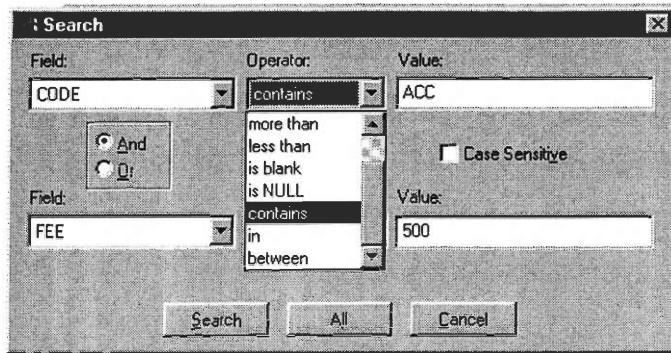 Search
Field: Operator: Value:
CODE contains ACC
more than
And less than Case Sensitive
Or is blank
is NULL
Field: contains Value:
FEE in 500
between
Search All Cancel